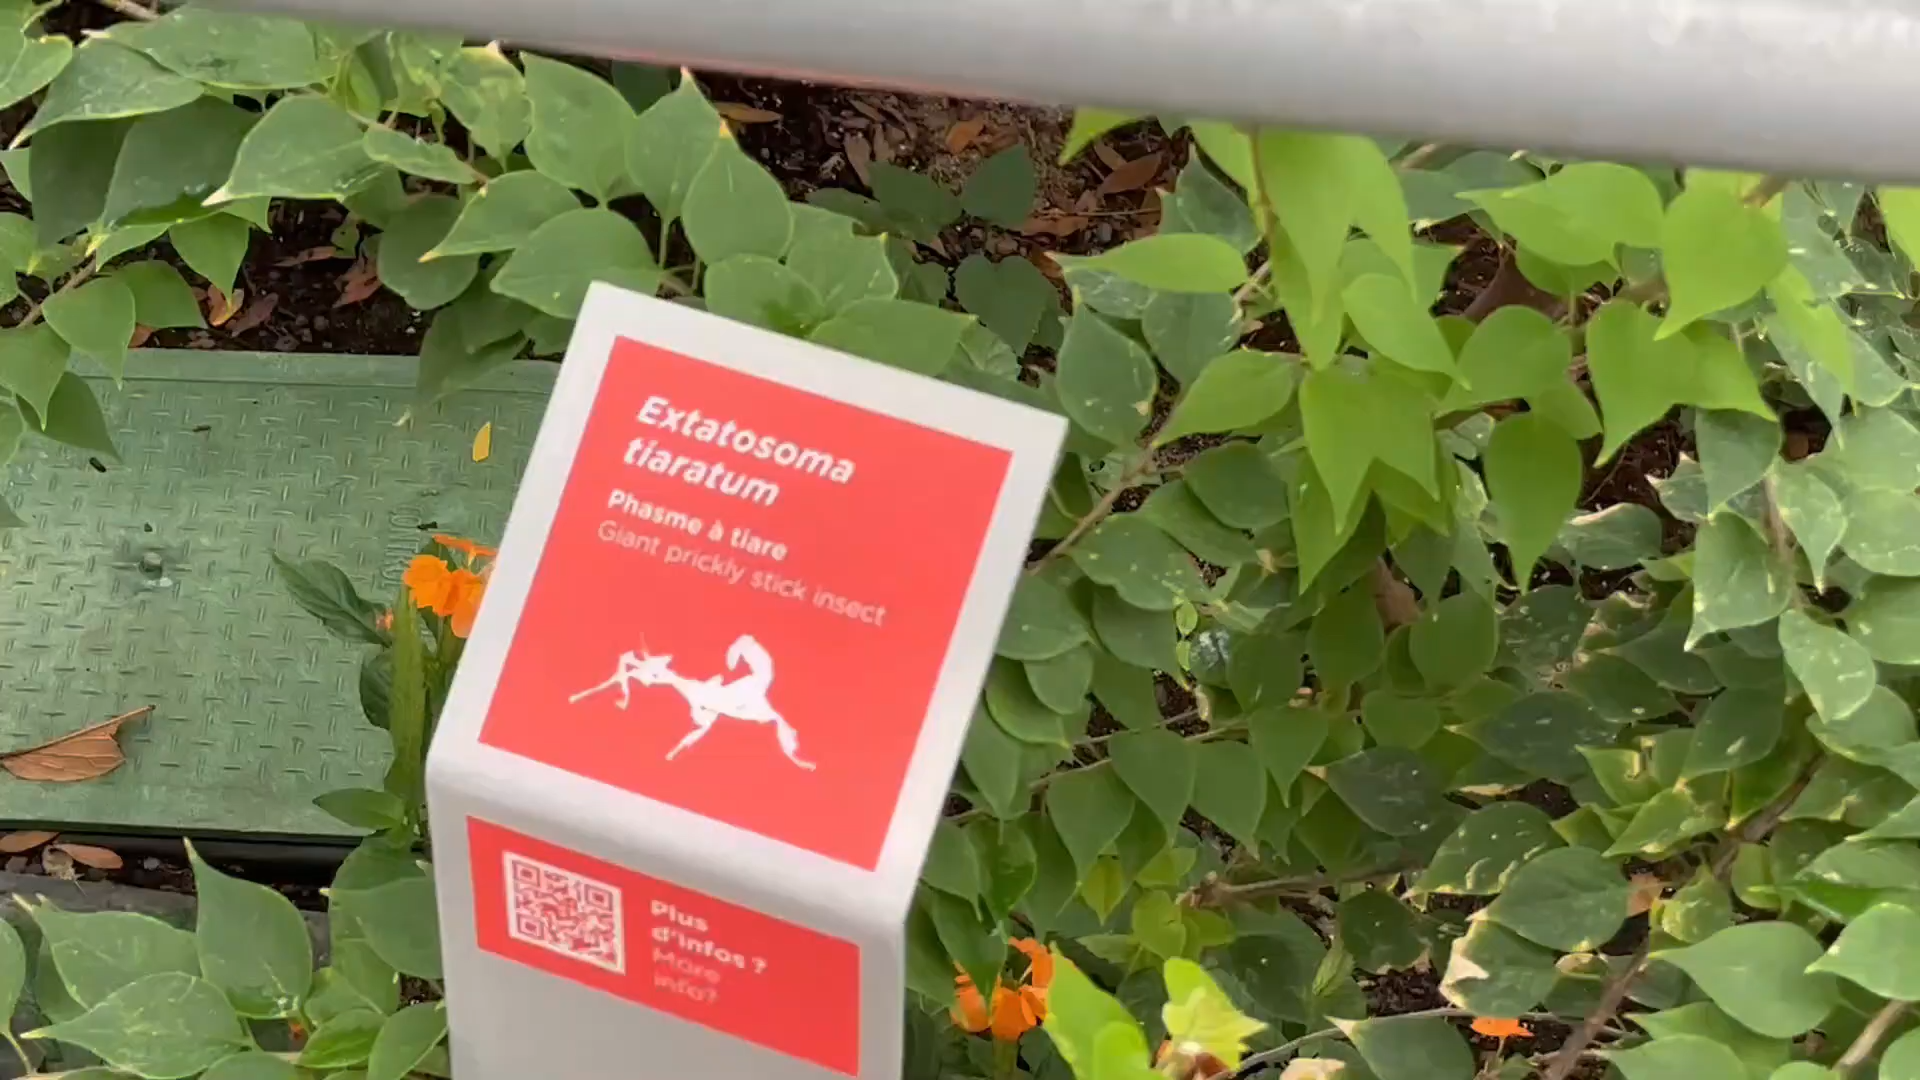 Extatosoma
tiaratum
Phasme à tiare
Giant prickly stick insect
Plus
d'infos ?
More
info?